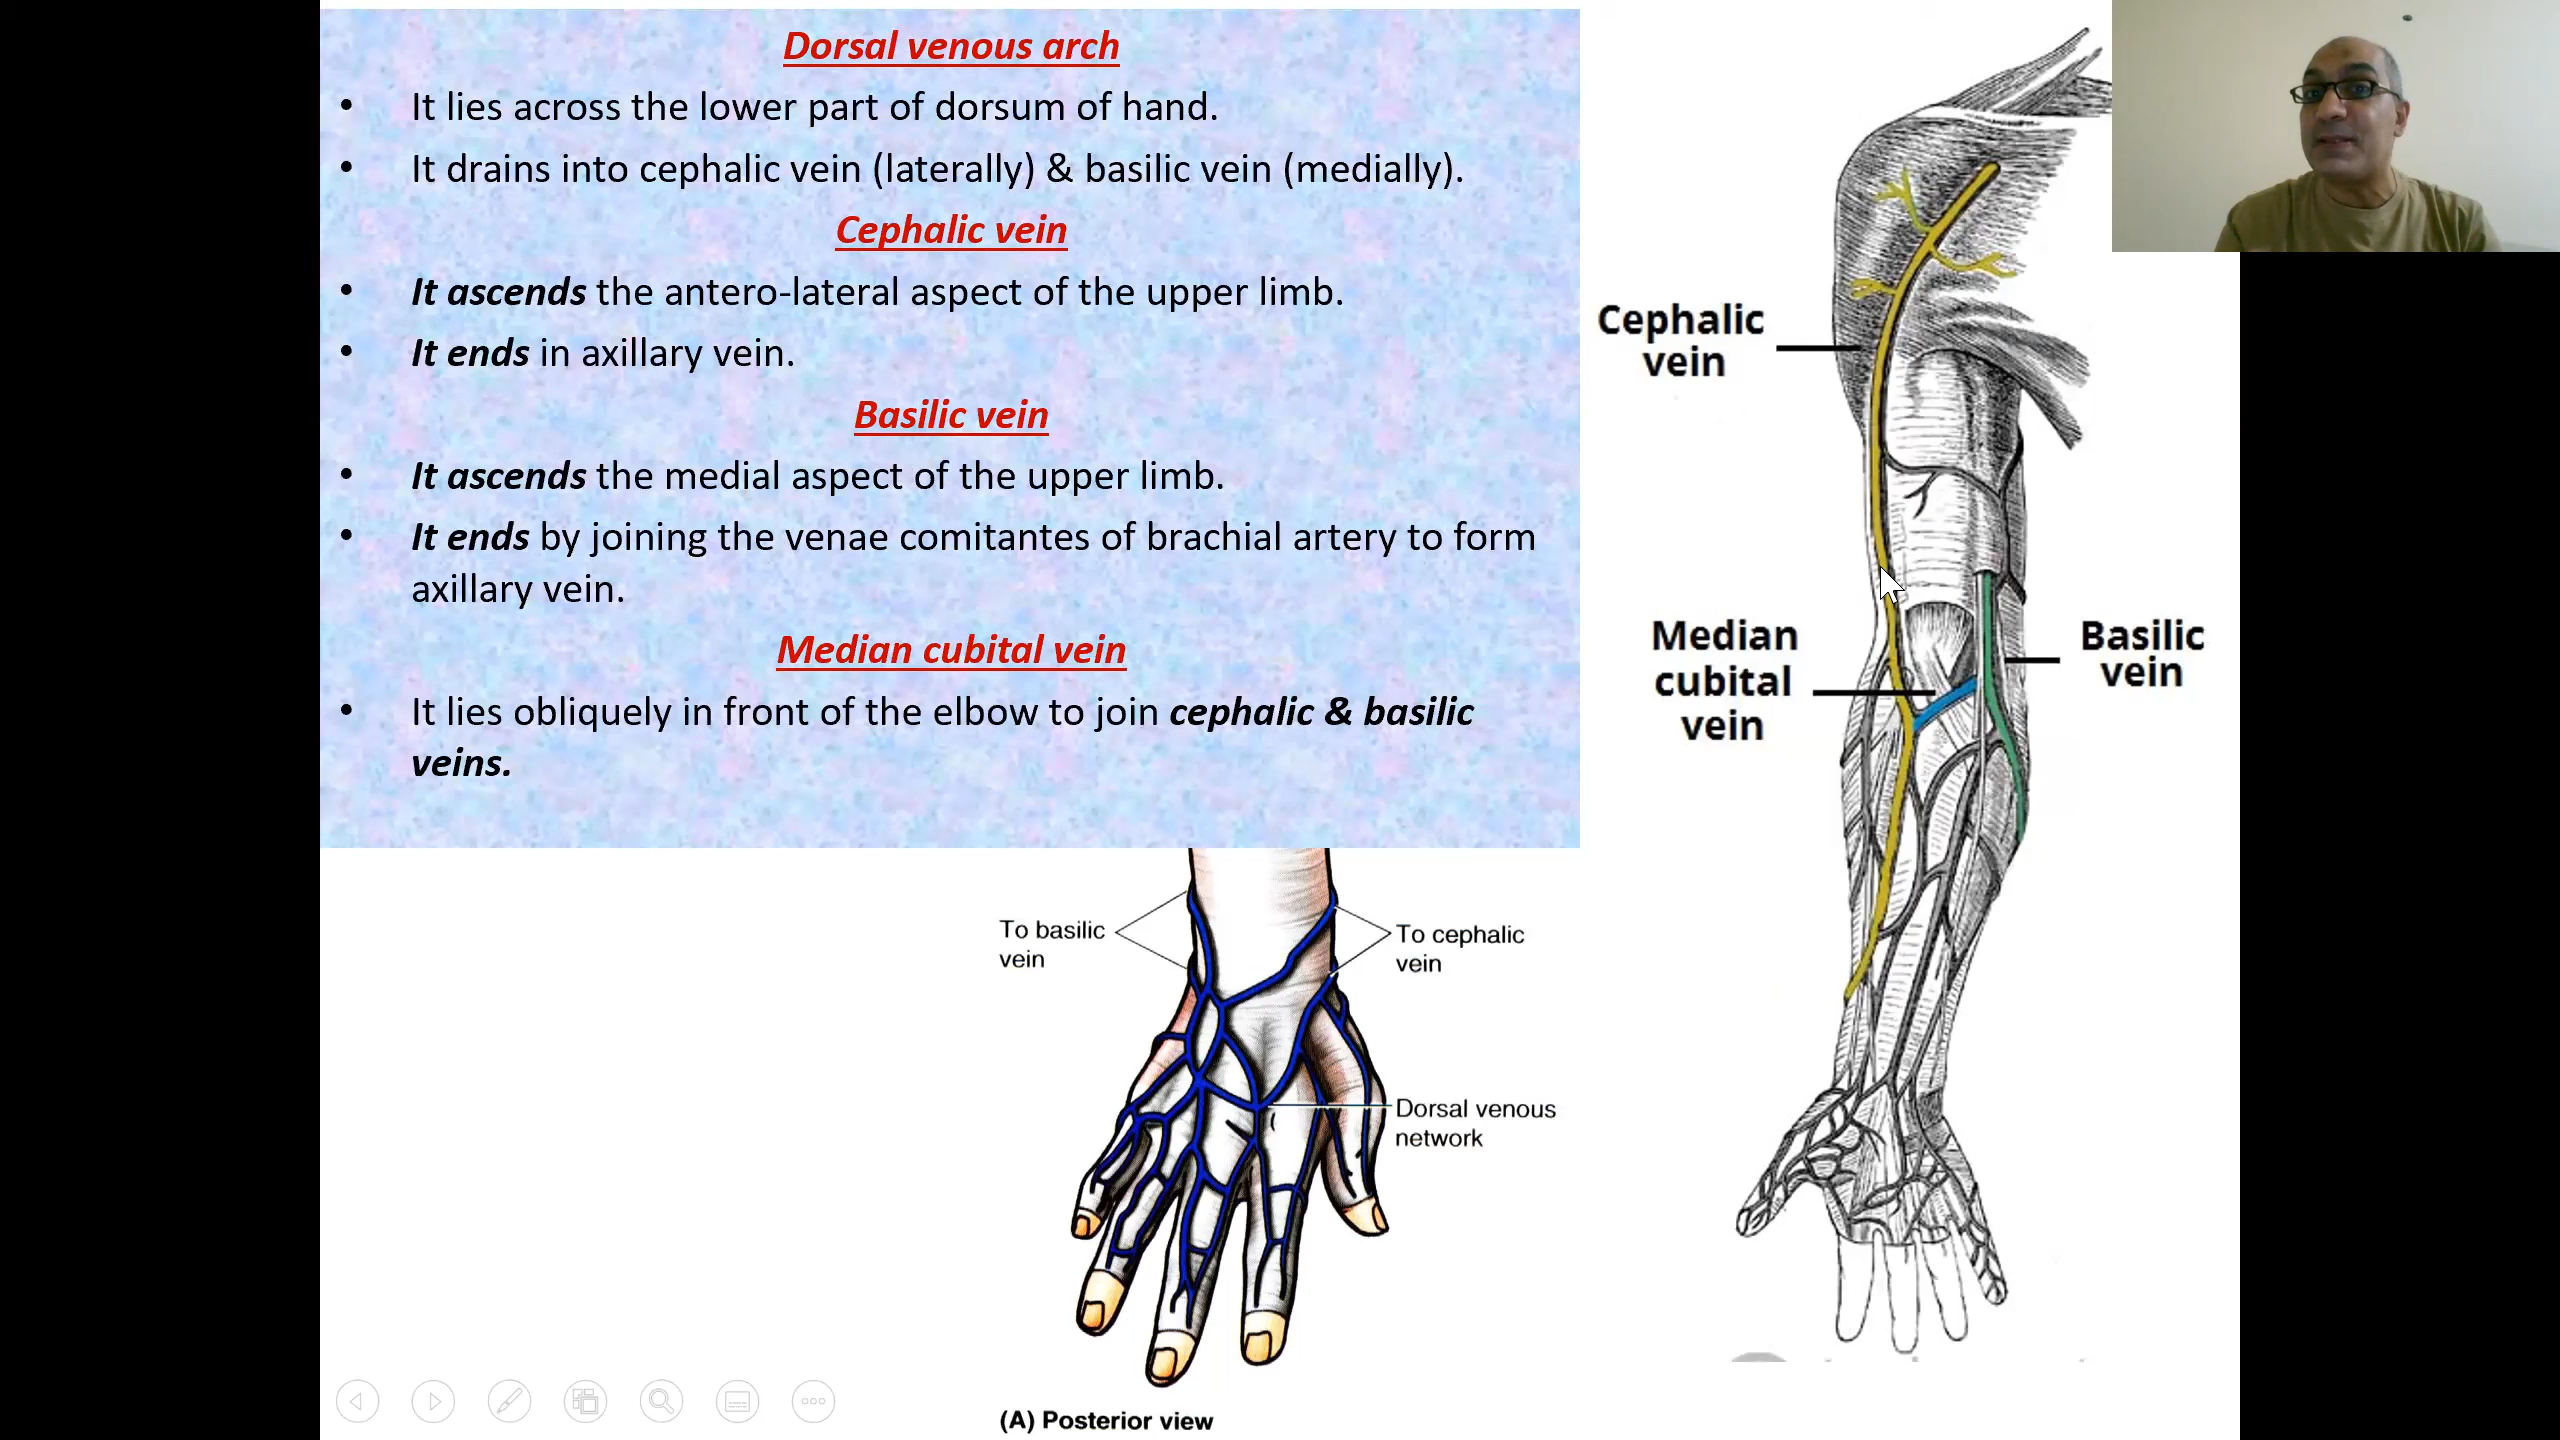 Dorsal venous arch
• It lies across the lower part of dorsum of hand.
• It drains into cephalic vein (laterally) & basilic vein (medially).
Cephalic vein
• It ascends the antero-lateral aspect of the upper limb.
• It ends in axillary vein.
Basilic vein
• It ascends the medial aspect of the upper limb.
• It ends by joining the venae comitantes of brachial artery to form
axillary vein.
Median cubital vein
• It lies obliquely in front of the elbow to join cephalic & basilic
veins.
To basilic
vein
To cephalic
vein
Dorsal venous
network
(A) Posterior view
Cephalic
vein
Median
cubital
vein
Basilic
vein